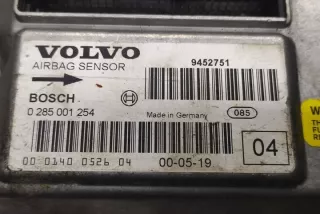 VOLVO
AIRBAG SENSOR
9452751
BOSCH
0 285 001 254
Made in Germany
085
00 0140 0526 04
00-05-19
04